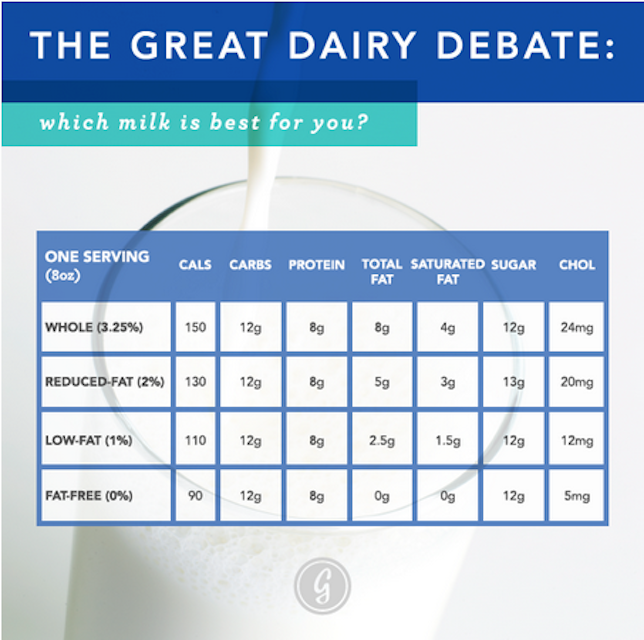 THE GREAT DAIRY DEBATE:
which milk is best for you?
ONE SERVING (8oz) CALS CARBS PROTEIN TOTAL FAT SATURATED FAT SUGAR CHOL
WHOLE (3.25%) 150 12g 8g 8g 4g 12g 24mg
REDUCED-FAT (2%) 130 12g 8g 5g 3g 13g 20mg
LOW-FAT (1%) 110 12g 8g 2.5g 1.5g 12g 12mg
FAT-FREE (0%) 90 12g 8g 0g 0g 12g 5mg
G